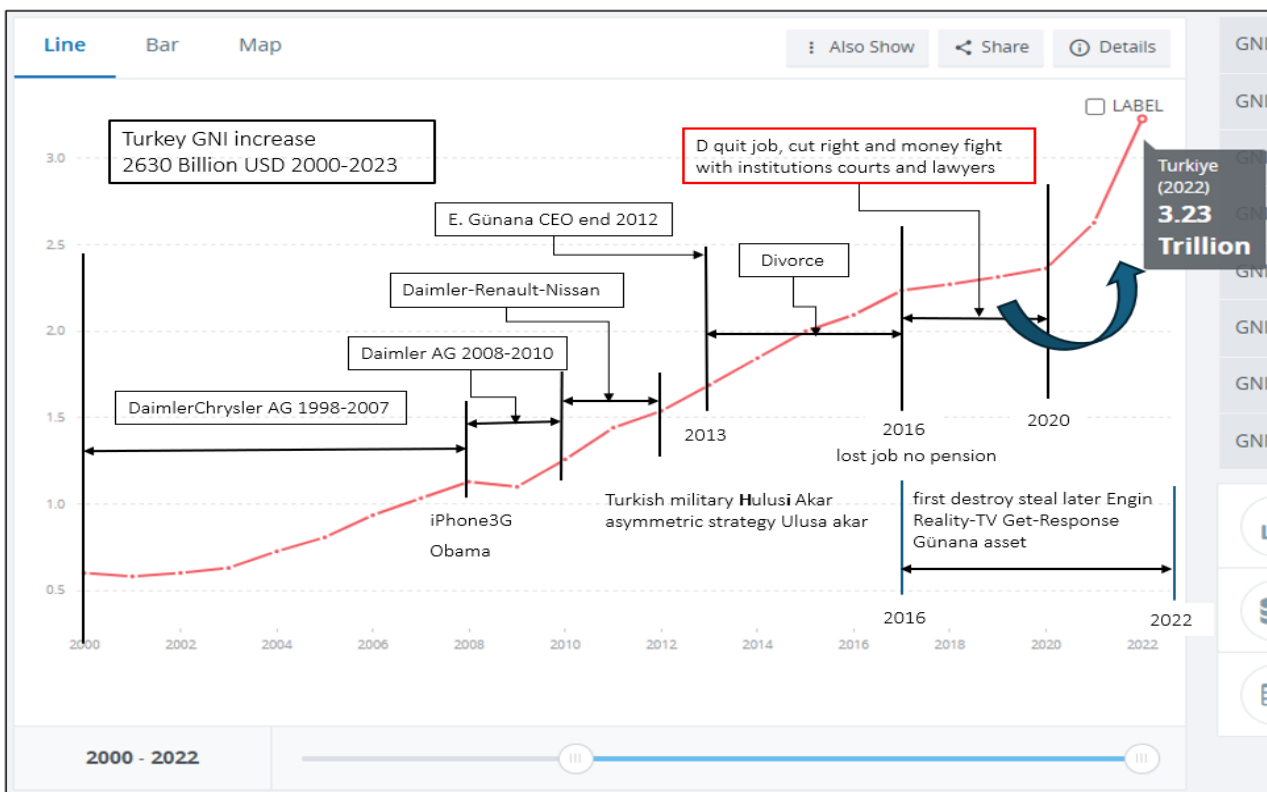 Line Bar Map
Also Show Share Details
LABEL
Turkey GNI increase
2630 Billion USD 2000-2023
D quit job, cut right and money fight
with institutions courts and lawyers
Turkiye
(2022)
3.23
Trillion
E. Günana CEO end 2012
Divorce
Daimler-Renault-Nissan
Daimler AG 2008-2010
DaimlerChrysler AG 1998-2007
3.0
2.5
2.0
1.5
1.0
0.5
2013
2016
2020
lost job no pension
iPhone3G
Obama
Turkish military Hulusi Akar
asymmetric strategy Ulusa akar
first destroy steal later Engin
Reality-TV Get-Response
Günana asset
2016
2022
2000 2002 2004 2006 2008 2010 2012 2014 2016 2018 2020 2022
2000 - 2022
GNI
GNI
GNI
GNI
GNI
GNI
GNI
GNI